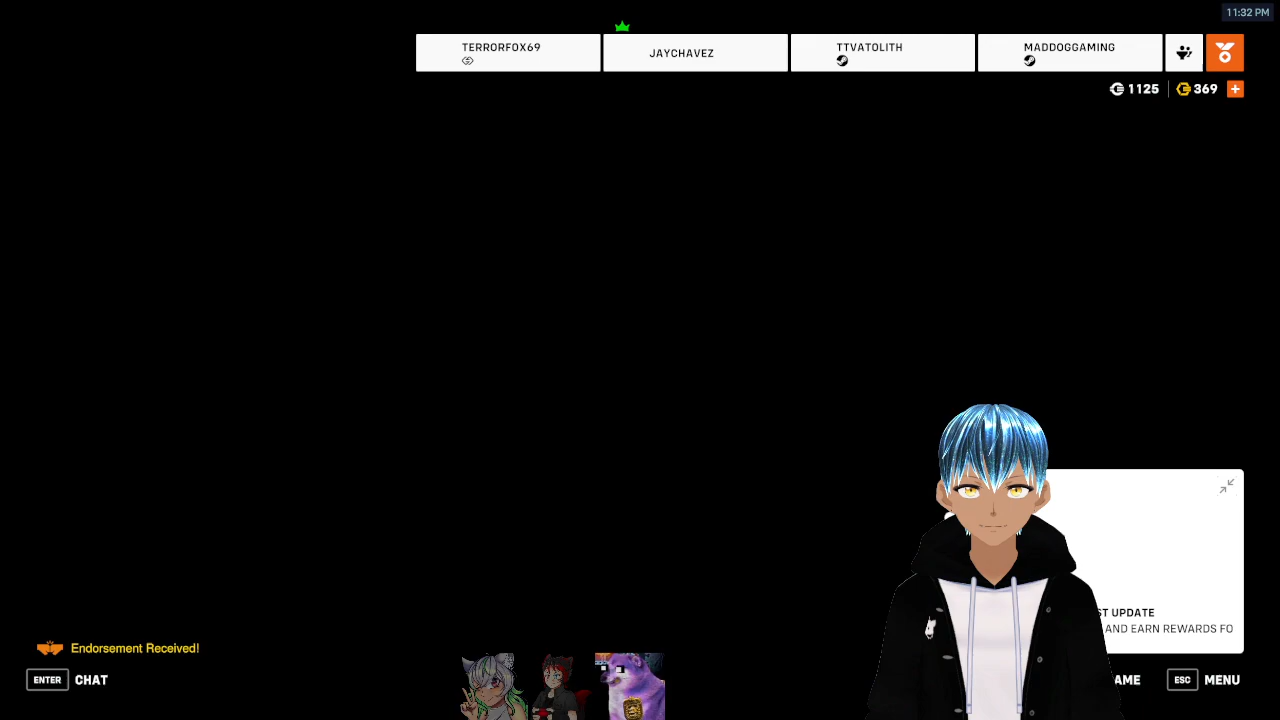 11:32 PM
TERRORFOX69
JAYCHAVEZ
TTVATOLITH
MADDOGGAMING
1125
369
ST UPDATE
AND EARN REWARDS FO
Endorsement Received!
ENTER CHAT
AME
ESC MENU